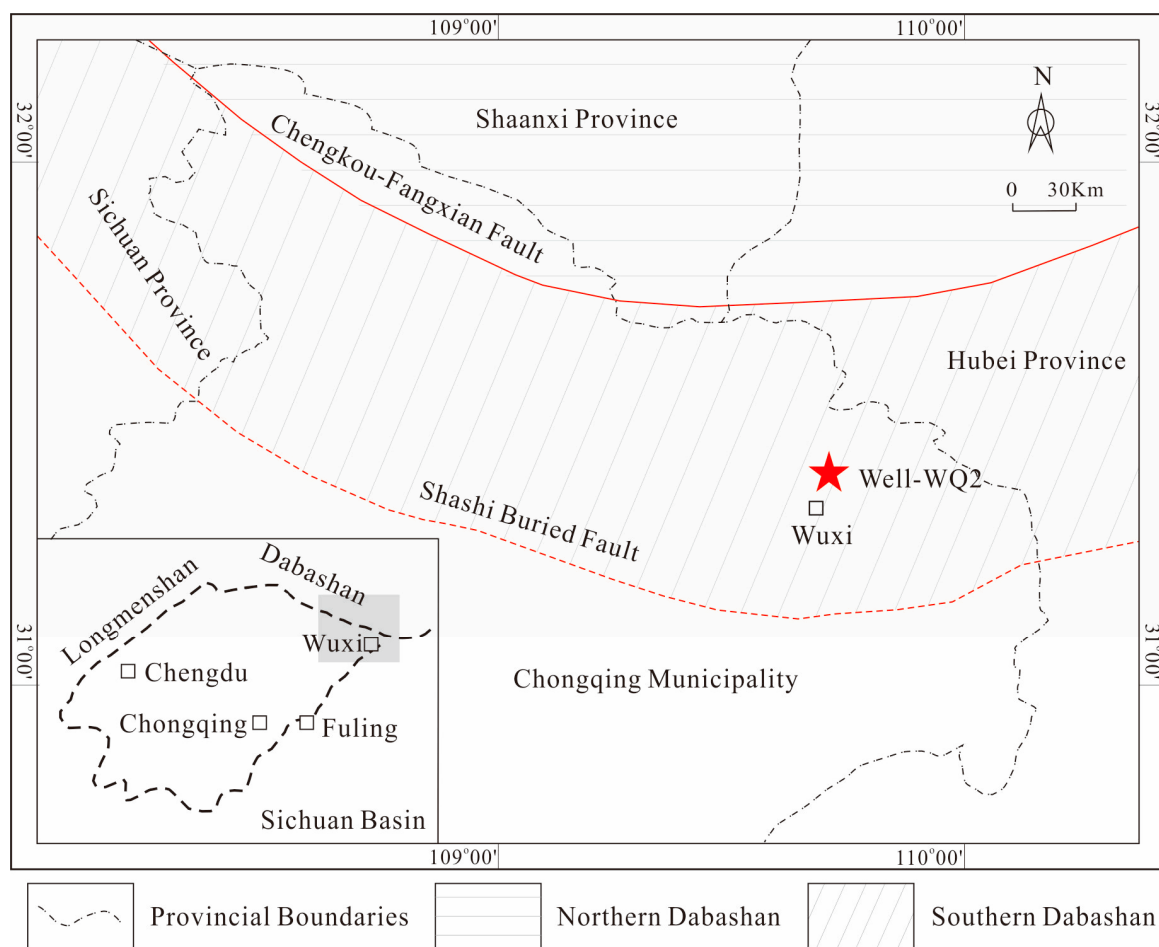 109°00'
110°00'
32°00'
32°00'
N
0 30Km
Shaanxi Province
Chengkou-Fangxian Fault
Sichuan Province
Hubei Province
Well-WQ2
Wuxi
Shashi Buried Fault
31°00'
31°00'
Chongqing Municipality
Dabashan
Longmenshan
Wuxi
Chengdu
Chongqing
Fuling
Sichuan Basin
109°00'
110°00'
Provincial Boundaries
Northern Dabashan
Southern Dabashan